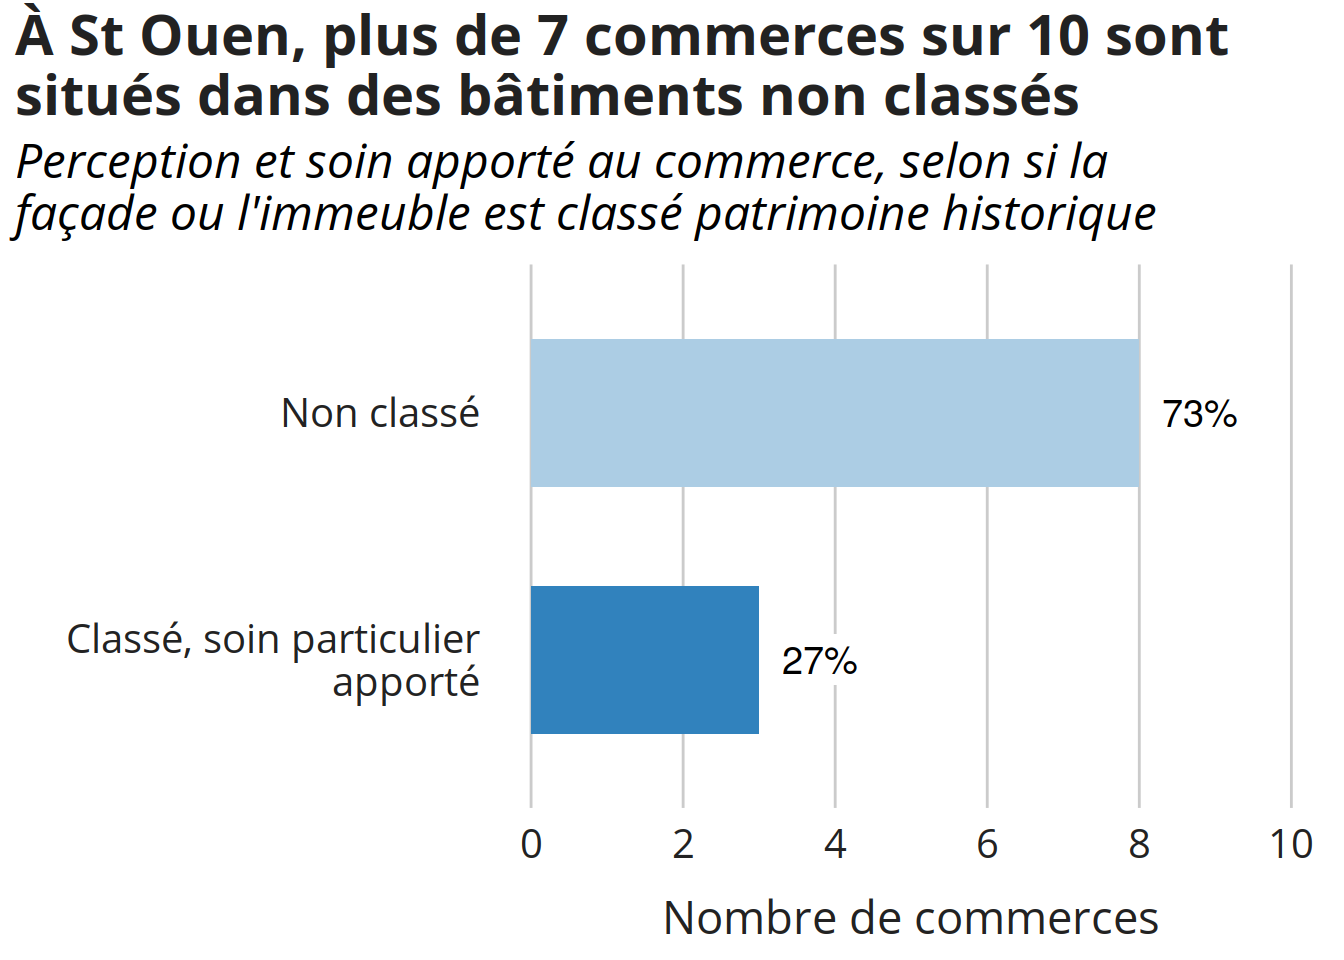 À St Ouen, plus de 7 commerces sur 10 sont
situés dans des bâtiments non classés
Perception et soin apporté au commerce, selon si la
façade ou l'immeuble est classé patrimoine historique
Non classé
73%
Classé, soin particulier
apporté
27%
0 2 4 6 8 10
Nombre de commerces